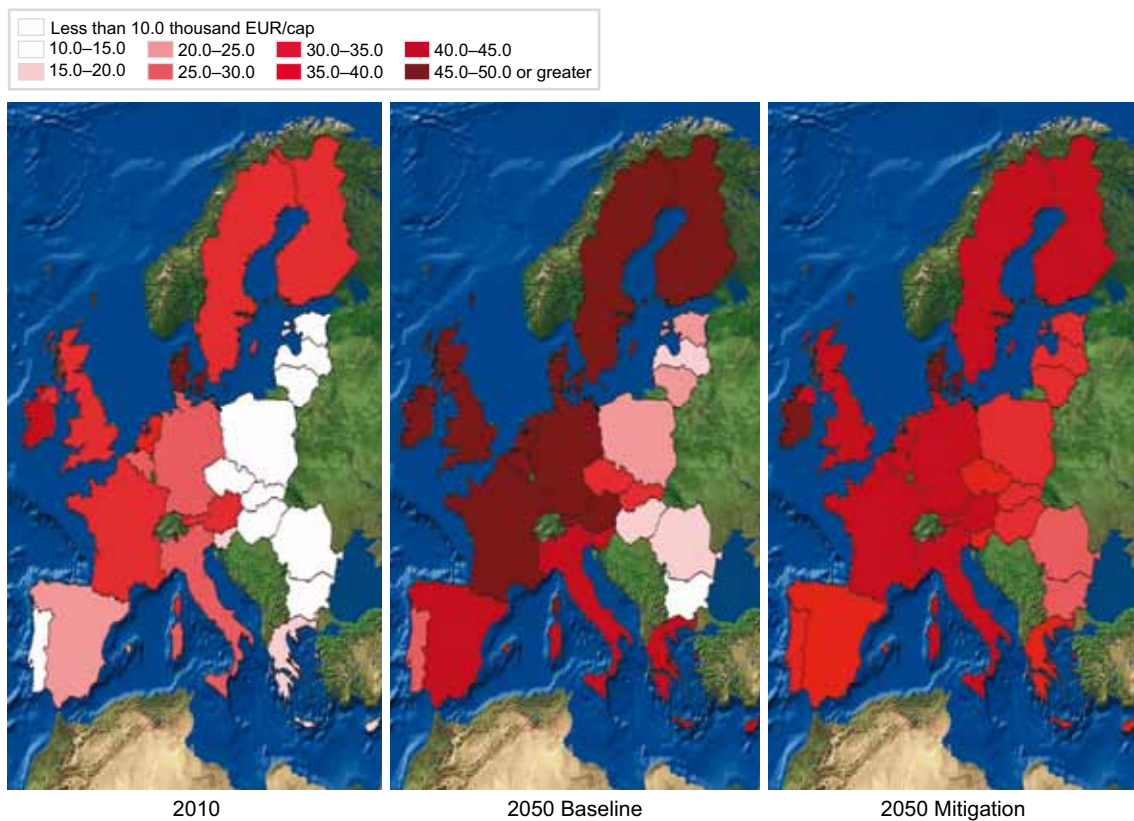 Less than 10.0 thousand EUR/cap
10.0–15.0 20.0–25.0 30.0–35.0 40.0–45.0
15.0–20.0 25.0–30.0 35.0–40.0 45.0–50.0 or greater
2010 2050 Baseline 2050 Mitigation